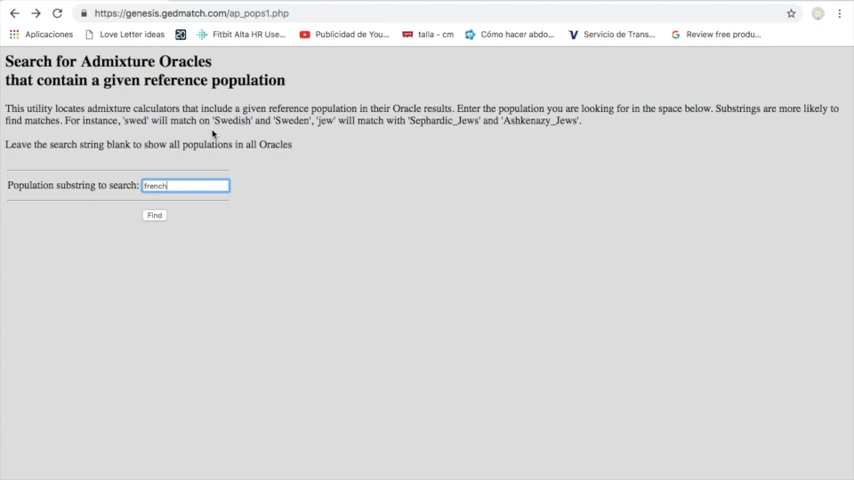 https://genesis.gedmatch.com/ap_pops1.php
Aplicaciones Love Letter ideas 20 Fitbit Alta HR Use... Publicidad de You... talia - cm Cómo hacer abdo... Servicio de Trans... Review free produ...
Search for Admixture Oracles
that contain a given reference population
This utility locates admixture calculators that include a given reference population in their Oracle results. Enter the population you are looking for in the space below. Substrings are more likely to
find matches. For instance, 'swed' will match on 'Swedish' and 'Sweden', 'jew' will match with 'Sephardic_Jews' and 'Ashkenazy_Jews'.
Leave the search string blank to show all populations in all Oracles
Population substring to search: french
Find